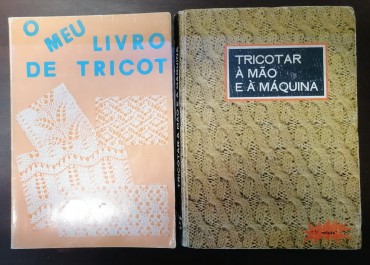 O MEU LIVRO
DE TRICOT
TRICOTAR À MÃO E À MÁQUINA
TRICOTAR
À MÃO
E À MÁQUINA